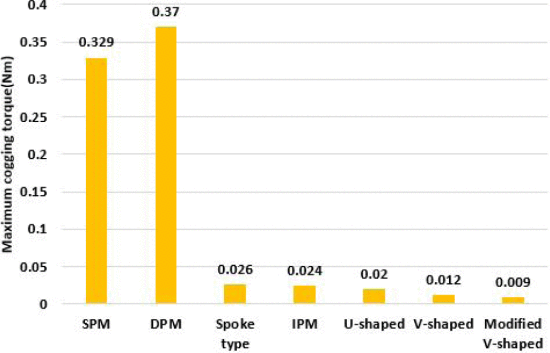 Maximum cogging torque(Nm)
0.4
0.35
0.3
0.25
0.2
0.15
0.1
0.05
0
0.329
0.37
0.026
0.024
0.02
0.012
0.009
SPM
DPM
Spoke
type
IPM
U-shaped
V-shaped
Modified
V-shaped